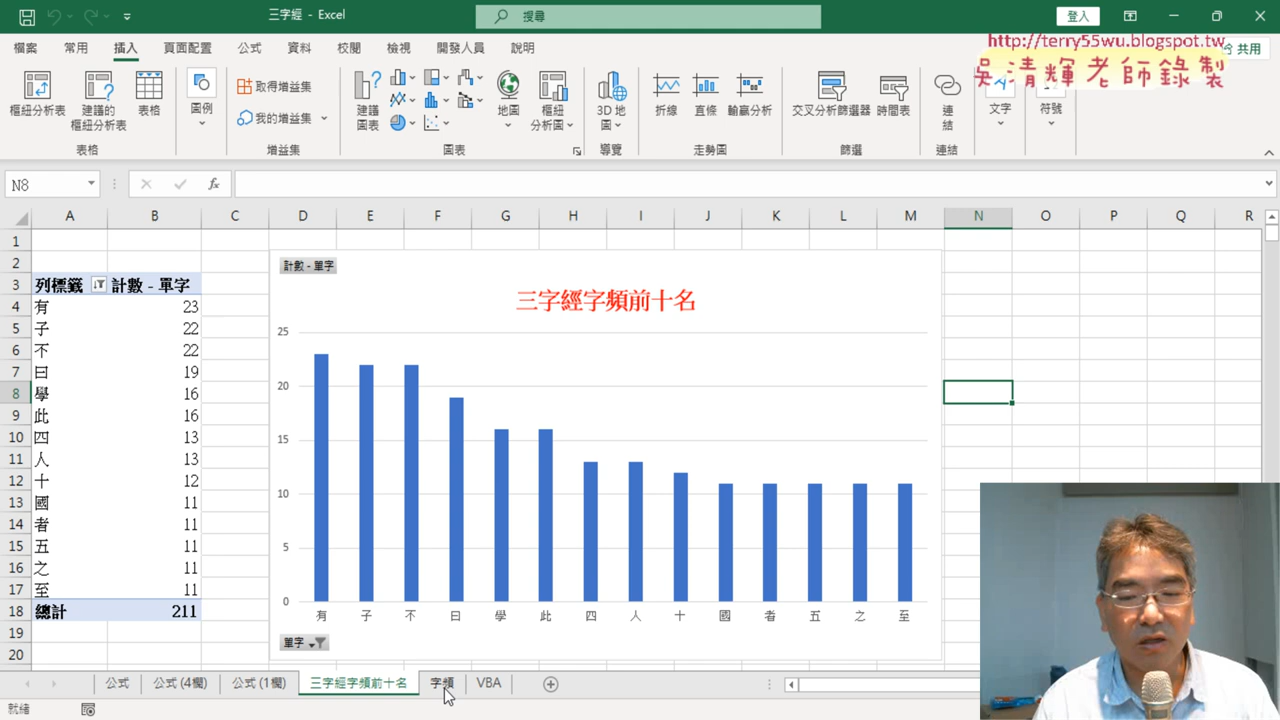 三字經 - Excel
搜尋
登入
http://terry55wu.blogspot.tw
吳清輝老師錄製
檔案 常用 插入 頁面配置 公式 資料 校閱 檢視 開發人員 說明
共用
樞紐分析表 建議的樞紐分析表 表格 圖例 取得增益集 我的增益集 建議圖表 地圖 樞紐分析圖 3D 地圖 折線 直條 輸贏分析 交叉分析篩選器 時間表 連結 文字 符號
表格 增益集 圖表 導覽 走勢圖 篩選 連結
N8 fx
A B C D E F G H I J K L M N O P Q R
1
2
3 列標籤 計數 - 單字
4 有 23
5 子 22
6 不 22
7 曰 19
8 學 16
9 此 16
10 四 13
11 人 13
12 十 12
13 國 11
14 者 11
15 五 11
16 之 11
17 至 11
18 總計 211
19
20
計數 - 單字
三字經字頻前十名
25
20
15
10
5
0
有 子 不 曰 學 此 四 人 十 國 者 五 之 至
單字
公式 公式 (4欄) 公式 (1欄) 三字經字頻前十名 字頻 VBA
就緒